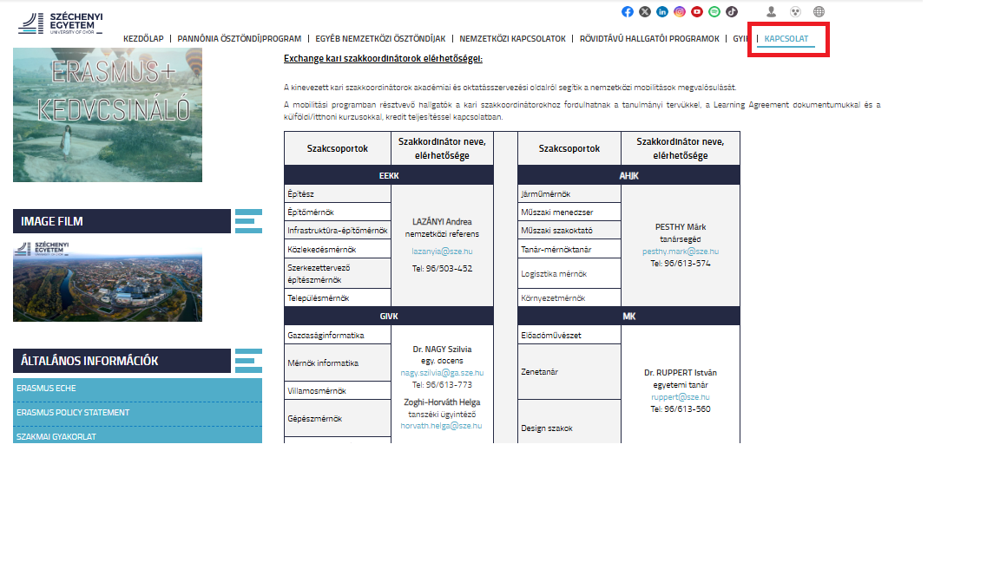 SZÉCHENYI
EGYETEM
UNIVERSITY OF GYŐR
KEZDŐLAP | PANNÓNIA ÖSZTÖNDÍJPROGRAM | EGYÉB NEMZETKÖZI ÖSZTÖNDÍJAK | NEMZETKÖZI KAPCSOLATOK | RÖVIDTÁVÚ HALLGATÓI PROGRAMOK | | KAPCSOLAT
ERASMUS+
KEDVCSINÁLÓ
IMAGE FILM
SZÉCHENYI
EGYETEM
UNIVERSITY OF GYŐR
ÁLTALÁNOS INFORMÁCIÓK
ERASMUS ECHE
ERASMUS POLICY STATEMENT
SZAKMAI GYAKORLAT
Exchange kari szakkoordinátorok elérhetőségei:
A kinevezett kari szakkoordinátorok akadémiai és oktatásszervezési oldalról segítik a nemzetközi mobilitások megvalósulását.
A mobilitási programban résztvevő hallgatók a kari szakkoordinátorokhoz fordulhatnak a tanulmányi tervükkel, a Learning Agreement dokumentumukkal és a
külföldi/itthoni kurzusokkal, kredit teljesítéssel kapcsolatban.
Szakcsoportok
Szakkordinátor neve,
elérhetősége
EEKK
Építész
Építőmérnök
Infrastruktúra-építőmérnök
Közlekedésmérnök
Szerkezettervező
építészmérnök
Településmérnök
LAZÁNYI Andrea
nemzetközi referens
lazanyia@sze.hu
Tel: 96/503-452
GIVK
Gazdaságinformatika
Mérnök informatika
Villamosmérnök
Gépészmérnök
Dr. NAGY Szilvia
egy. docens
nagy.szilvia@ga.sze.hu
Tel: 96/613-773
Zoghi-Horváth Helga
tanszéki ügyintéző
horvath.helga@sze.hu
Szakcsoportok
Szakkordinátor neve,
elérhetősége
AHJK
Járműmérnök
Műszaki menedzser
Műszaki szakoktató
Tanár-mérnöktanár
Logisztika mérnök
Környezetmérnök
PESTHY Márk
tanársegéd
pesthy.mark@sze.hu
Tel: 96/613-574
MK
Előadóművészet
Zenetanár
Design szakok
Dr. RUPPERT István
egyetemi tanár
ruppert@sze.hu
Tel: 96/613-560